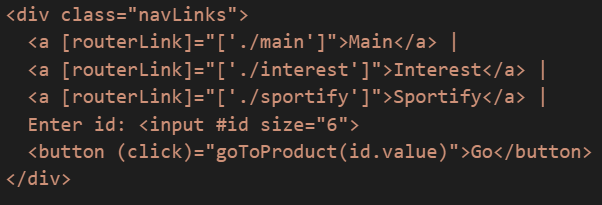 <div class="navLinks">
  <a [routerLink]="['./main']">Main</a> |
  <a [routerLink]="['./interest']">Interest</a> |
  <a [routerLink]="['./sportify']">Sportify</a> |
  Enter id: <input #id size="6">
  <button (click)="goToProduct(id.value)">Go</button>
</div>